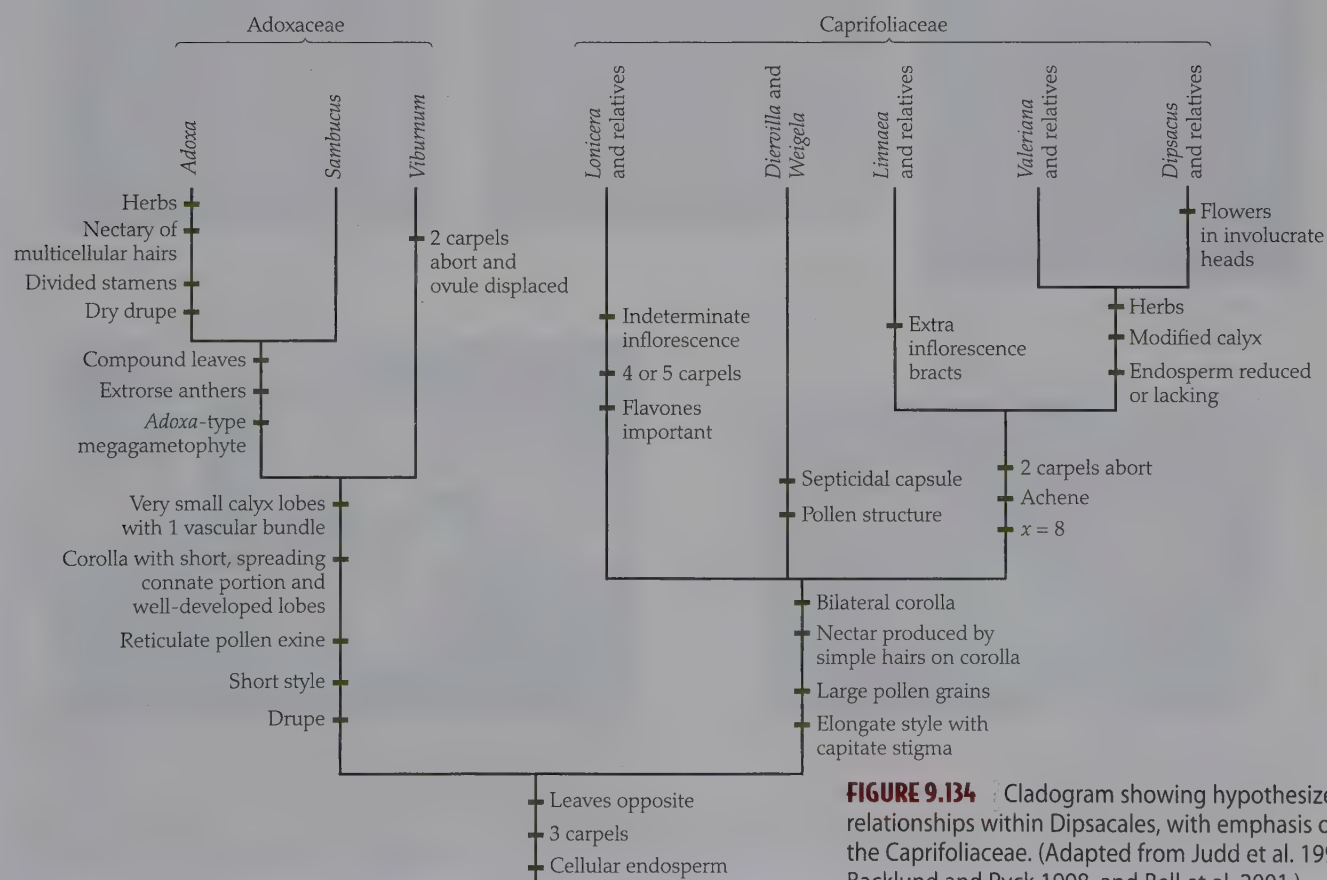 Adoxaceae
Caprifoliaceae
Adoxa
Sambucus
Viburnum
Lonicera
and relatives
Diervilla and
Weigela
Linnaea
and relatives
Valeriana
and relatives
Dipsacus
and relatives
Herbs
Nectary of
multicellular hairs
Divided stamens
Dry drupe
2 carpels
abort and
ovule displaced
Compound leaves
Extrorse anthers
Adoxa-type
megagametophyte
Very small calyx lobes
with 1 vascular bundle
Corolla with short, spreading
connate portion and
well-developed lobes
Reticulate pollen exine
Short style
Drupe
Indeterminate
inflorescence
4 or 5 carpels
Flavones
important
Septicidal capsule
Pollen structure
Extra
inflorescence
bracts
Flowers
in involucrate
heads
Herbs
Modified calyx
Endosperm reduced
or lacking
2 carpels abort
Achene
x = 8
Bilateral corolla
Nectar produced by
simple hairs on corolla
Large pollen grains
Elongate style with
capitate stigma
Leaves opposite
3 carpels
Cellular endosperm
FIGURE 9.134 Cladogram showing hypothesize
relationships within Dipsacales, with emphasis o
the Caprifoliaceae. (Adapted from Judd et al. 199
Backlund and Pyck 1998, and Bell et al. 2001.)